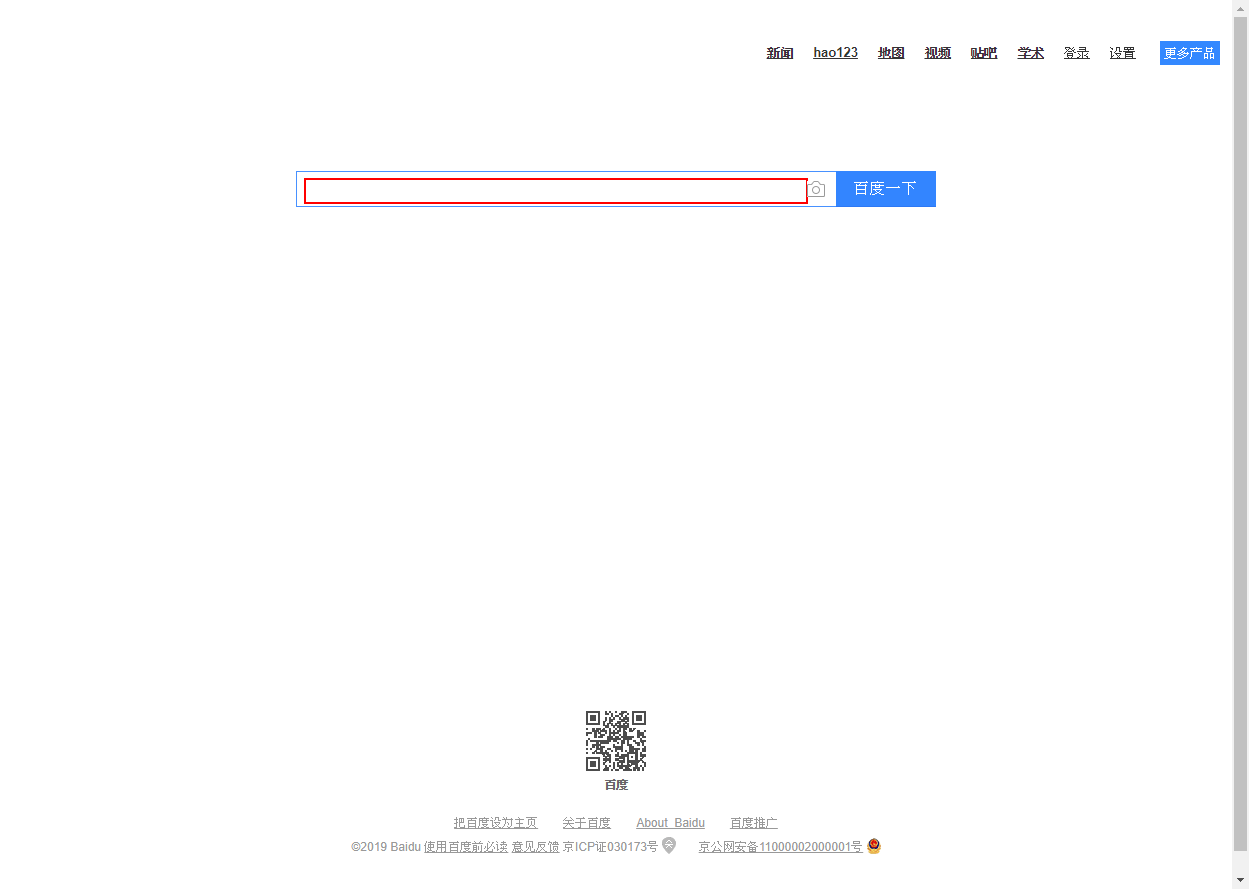 新闻 hao123 地图 视频 贴吧 学术 登录 设置 更多产品
百度一下
百度
把百度设为主页 关于百度 About Baidu 百度推广
©2019 Baidu 使用百度前必读 意见反馈 京ICP证030173号 京公网安备11000002000001号